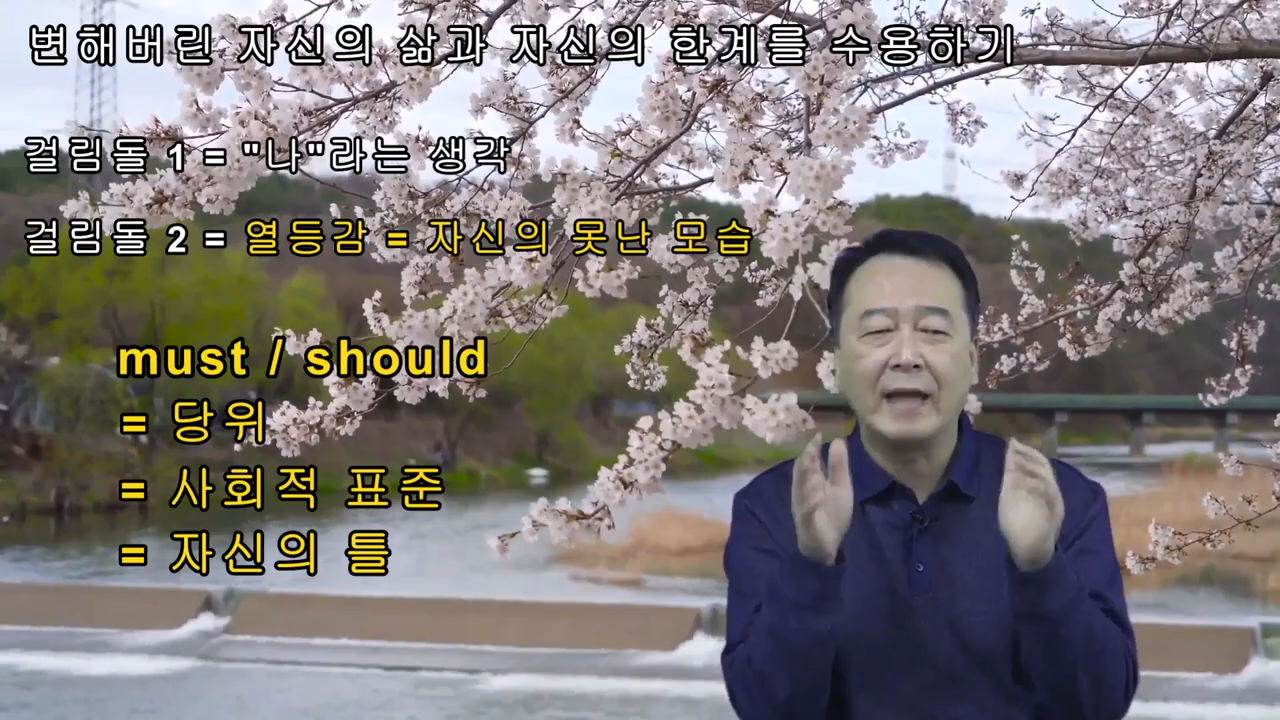 변해버린 자신의 삶과 자신의 한계를 수용하기
걸림돌 1 = "나"라는 생각
걸림돌 2 = 열등감 = 자신의 못난 모습
must / should
= 당위
= 사회적 표준
= 자신의 틀